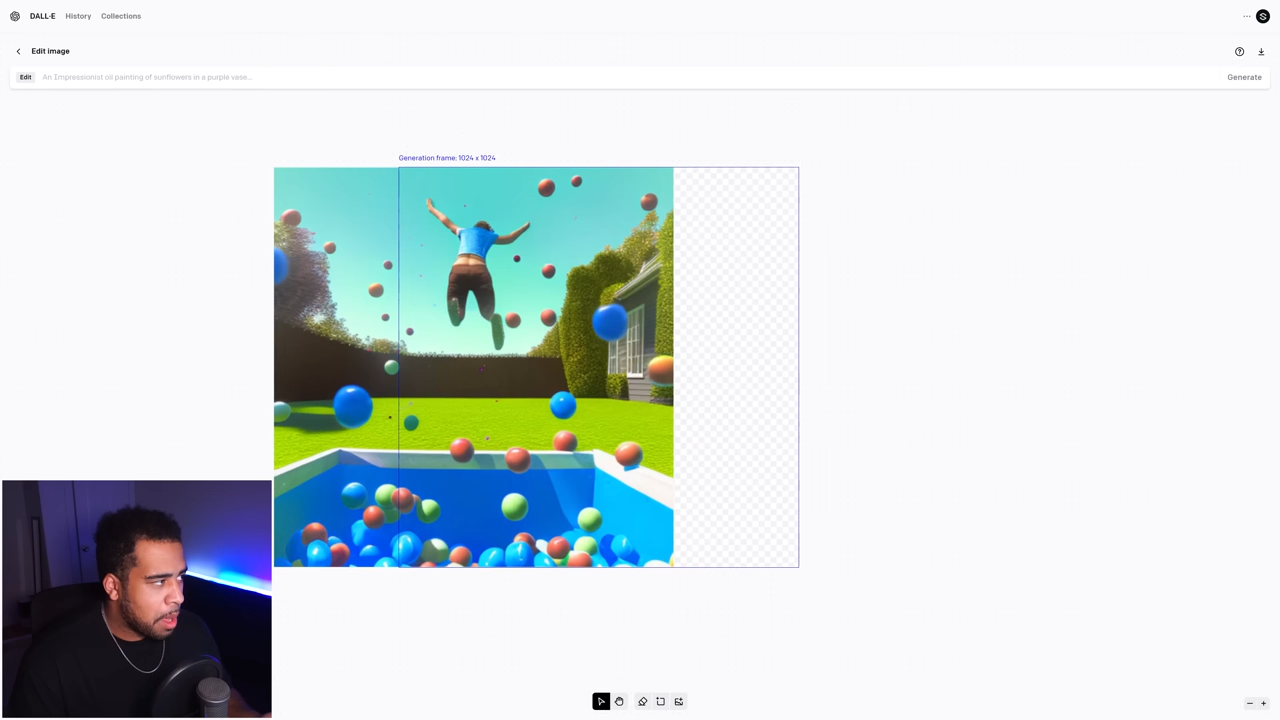 DALL·E History Collections
Edit image
Edit An Impressionist oil painting of sunflowers in a purple vase... Generate
Generation frame: 1024 x 1024